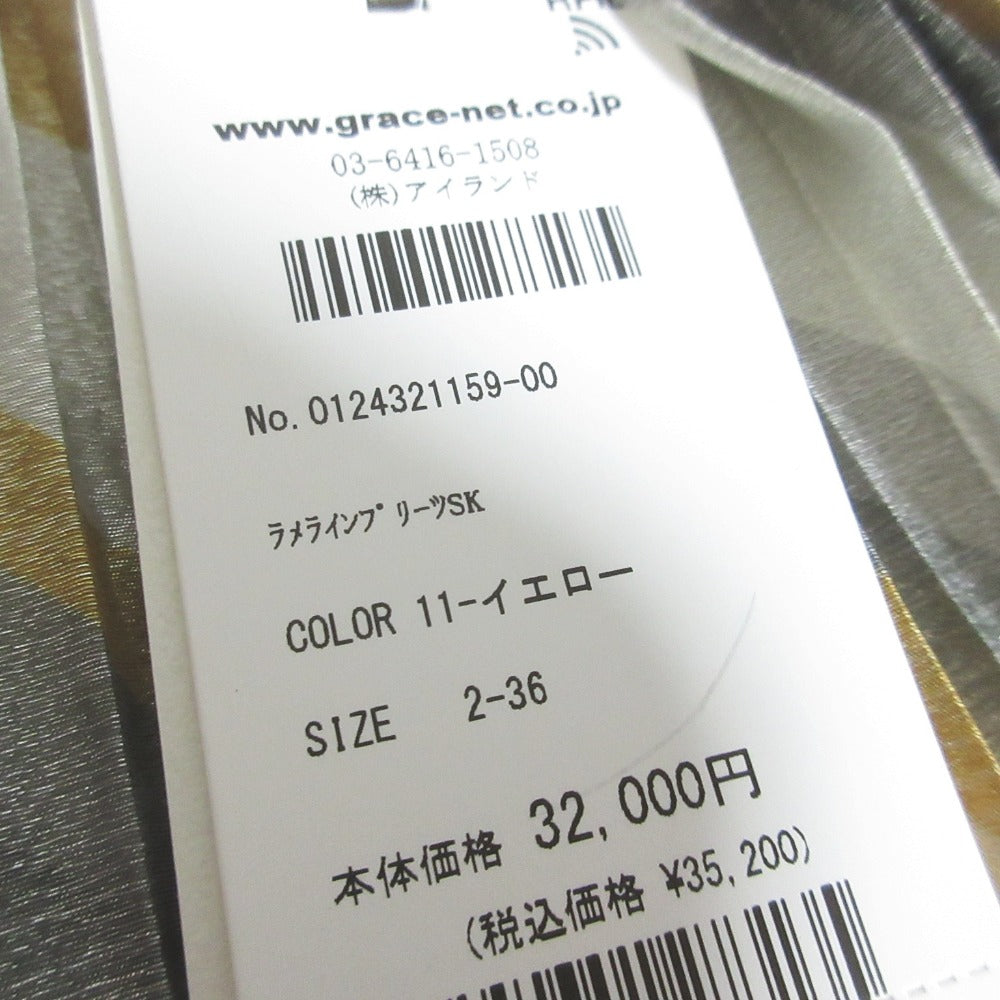 www.grace-net.co.jp
03-6416-1508
(株)アイランド
No. 0124321159-00
ﾗﾒﾗｲﾝﾌﾟﾘｰﾂSK
COLOR 11-イエロー
SIZE 2-36
本体価格 32,000円
(税込価格 ¥35,200)